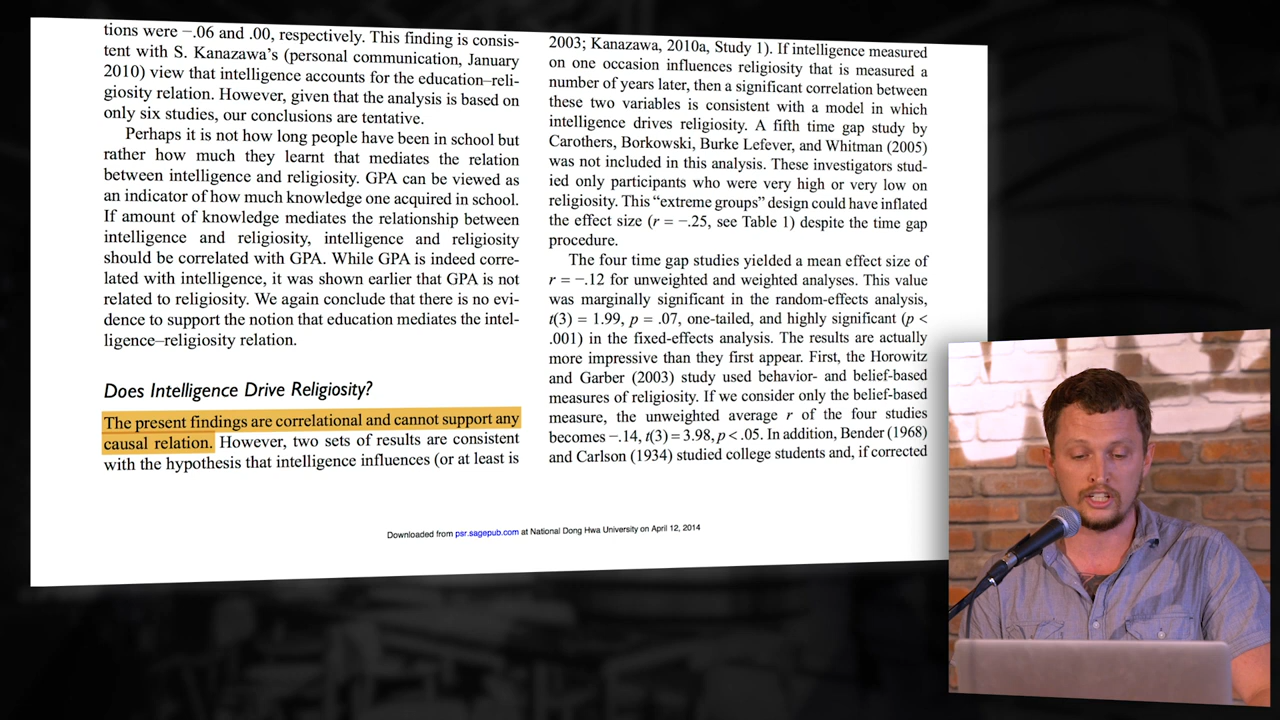 tions were −.06 and .00, respectively. This finding is consis-
tent with S. Kanazawa’s (personal communication, January
2010) view that intelligence accounts for the education–reli-
giosity relation. However, given that the analysis is based on
only six studies, our conclusions are tentative.
Perhaps it is not how long people have been in school but
rather how much they learnt that mediates the relation
between intelligence and religiosity. GPA can be viewed as
an indicator of how much knowledge one acquired in school.
If amount of knowledge mediates the relationship between
intelligence and religiosity, intelligence and religiosity
should be correlated with GPA. While GPA is indeed corre-
lated with intelligence, it was shown earlier that GPA is not
related to religiosity. We again conclude that there is no evi-
dence to support the notion that education mediates the intel-
ligence–religiosity relation.
Does Intelligence Drive Religiosity?
The present findings are correlational and cannot support any
causal relation. However, two sets of results are consistent
with the hypothesis that intelligence influences (or at least is
2003; Kanazawa, 2010a, Study 1). If intelligence measured
on one occasion influences religiosity that is measured a
number of years later, then a significant correlation between
these two variables is consistent with a model in which
intelligence drives religiosity. A fifth time gap study by
Carothers, Borkowski, Burke Lefever, and Whitman (2005)
was not included in this analysis. These investigators stud-
ied only participants who were very high or very low on
religiosity. This “extreme groups” design could have inflated
the effect size (r = −.25, see Table 1) despite the time gap
procedure.
The four time gap studies yielded a mean effect size of
r = −.12 for unweighted and weighted analyses. This value
was marginally significant in the random-effects analysis,
t(3) = 1.99, p = .07, one-tailed, and highly significant (p <
.001) in the fixed-effects analysis. The results are actually
more impressive than they first appear. First, the Horowitz
and Garber (2003) study used behavior- and belief-based
measures of religiosity. If we consider only the belief-based
measure, the unweighted average r of the four studies
becomes −.14, t(3) = 3.98, p < .05. In addition, Bender (1968)
and Carlson (1934) studied college students and, if corrected
Downloaded from psr.sagepub.com at National Dong Hwa University on April 12, 2014